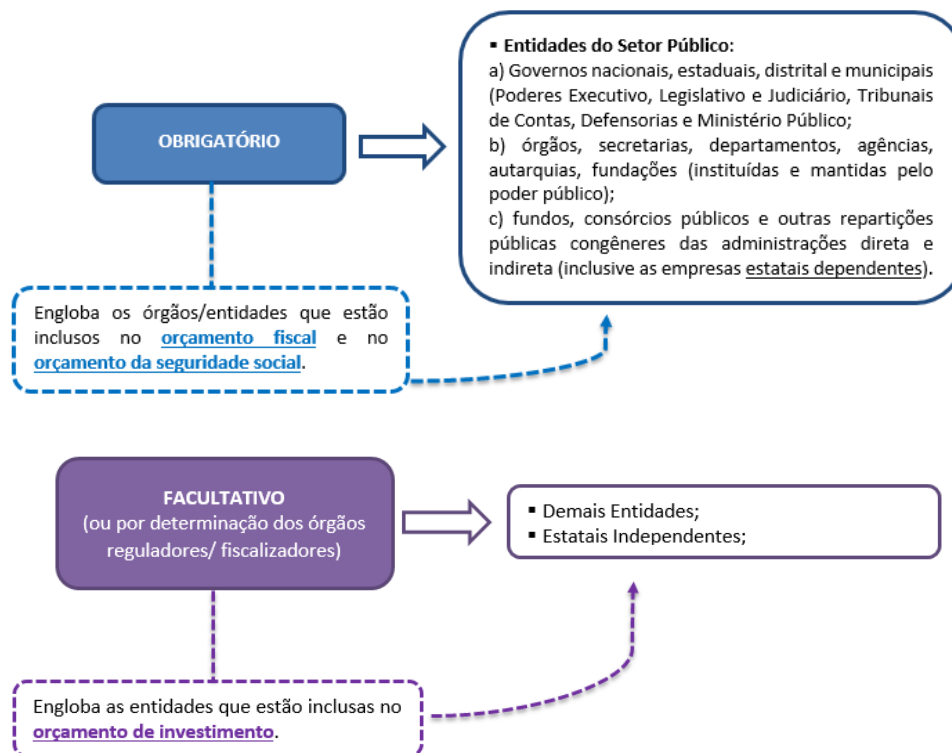 ▪ Entidades do Setor Público:
a) Governos nacionais, estaduais, distrital e municipais
(Poderes Executivo, Legislativo e Judiciário, Tribunais
de Contas, Defensorias e Ministério Público;
b) órgãos, secretarias, departamentos, agências,
autarquias, fundações (instituídas e mantidas pelo
poder público);
c) fundos, consórcios públicos e outras repartições
públicas congêneres das administrações direta e
indireta (inclusive as empresas estatais dependentes).
OBRIGATÓRIO
Engloba os órgãos/entidades que estão
inclusos no orçamento fiscal e no
orçamento da seguridade social.
FACULTATIVO
(ou por determinação dos órgãos
reguladores/ fiscalizadores)
▪ Demais Entidades;
▪ Estatais Independentes;
Engloba as entidades que estão inclusas no
orçamento de investimento.